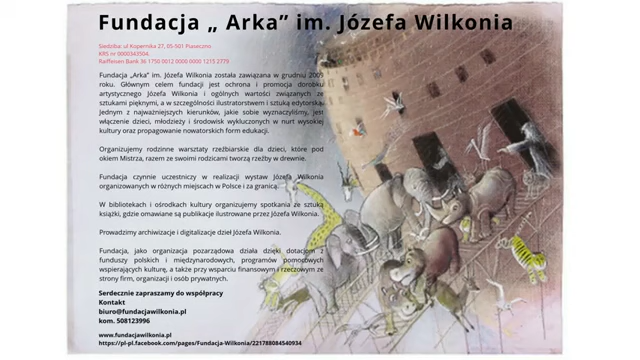 Fundacja „ Arka” im. Józefa Wilkonia
Siedziba: ul Kopernika 27, 05-501 Piaseczno
KRS nr 0000343504.
Raiffeisen Bank 36 1750 0012 0000 0000 1215 2779
Fundacja „Arka” im. Józefa Wilkonia została zawiązana w grudniu 2009
roku. Głównym celem fundacji jest ochrona i promocja dorobku
artystycznego Józefa Wilkonia i ogólnych wartości związanych ze
sztukami pięknymi, a w szczególności ilustratorstwem i sztuką edytorską.
Jednym z najważniejszych kierunków, jakie sobie wyznaczyliśmy, jest
włączenie dzieci, młodzieży i środowisk wykluczonych w nurt wysokiej
kultury oraz propagowanie nowatorskich form edukacji.
Organizujemy rodzinne warsztaty rzeźbiarskie dla dzieci, które pod
okiem Mistrza, razem ze swoimi rodzicami tworzą rzeźby w drewnie.
Fundacja czynnie uczestniczy w realizacji wystaw Józefa Wilkonia
organizowanych w różnych miejscach w Polsce i za granicą.
W bibliotekach i ośrodkach kultury organizujemy spotkania ze sztuką
książki, gdzie omawiane są publikacje ilustrowane przez Józefa Wilkonia.
Prowadzimy archiwizacje i digitalizacje dzieł Józefa Wilkonia.
Fundacja, jako organizacja pozarządowa działa dzięki dotacjom z
funduszy polskich i międzynarodowych, programów pomocowych
wspierających kulturę, a także przy wsparciu finansowym i rzeczowym ze
strony firm, organizacji i osób prywatnych.
Serdecznie zapraszamy do współpracy
Kontakt
biuro@fundacjawilkonia.pl
kom. 508123996
www.fundacjawilkonia.pl
https://pl-pl.facebook.com/pages/Fundacja-Wilkonia/221788084540934